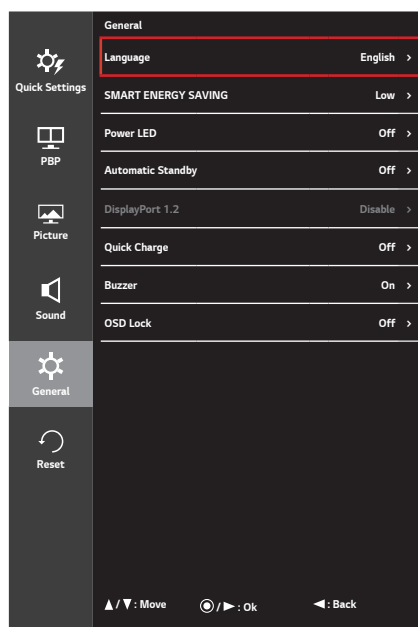 General
Language English >
SMART ENERGY SAVING Low >
Power LED Off >
Automatic Standby Off >
DisplayPort 1.2 Disable >
Quick Charge Off >
Buzzer On >
OSD Lock Off >
Quick Settings
PBP
Picture
Sound
General
Reset
▲ / ▼ : Move ◉ / ► : Ok ◄ : Back